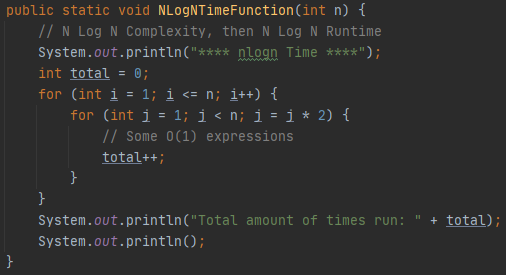 public static void NLogNTimeFunction(int n) {
    // N Log N Complexity, then N Log N Runtime
    System.out.println("**** nlogn Time ****");
    int total = 0;
    for (int i = 1; i <= n; i++) {
        for (int j = 1; j < n; j = j * 2) {
            // Some O(1) expressions
            total++;
        }
    }
    System.out.println("Total amount of times run: " + total);
    System.out.println();
}